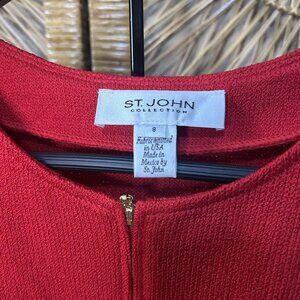 ST. JOHN
COLLECTION
8
Fabric knitted
in USA
Made in
Mexico by
St. John